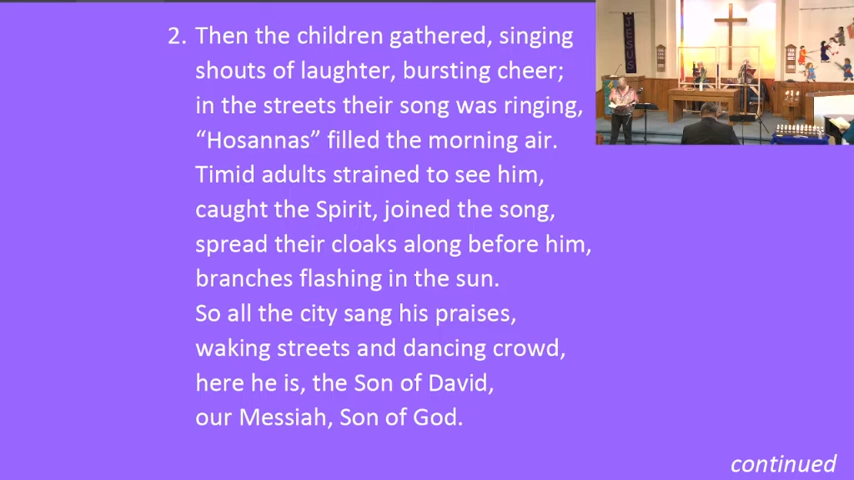 2. Then the children gathered, singing
shouts of laughter, bursting cheer;
in the streets their song was ringing,
“Hosannas” filled the morning air.
Timid adults strained to see him,
caught the Spirit, joined the song,
spread their cloaks along before him,
branches flashing in the sun.
So all the city sang his praises,
waking streets and dancing crowd,
here he is, the Son of David,
our Messiah, Son of God.
continued
JESUS